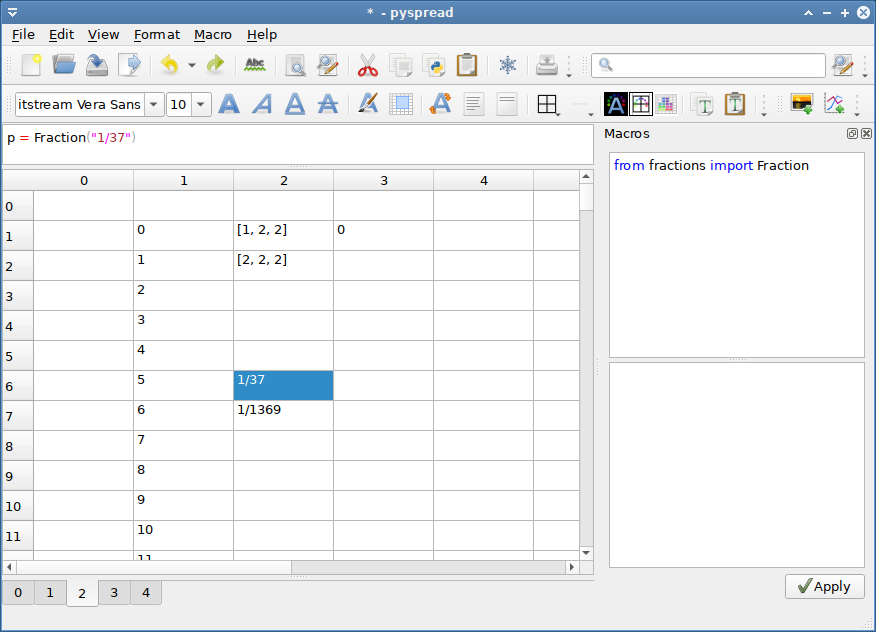 * - pyspread
File Edit View Format Macro Help
Abc
itstream Vera Sans 10 A A A A A T T
p = Fraction("1/37")
Macros
from fractions import Fraction
0 1 2 3 4
0
1 0 [1, 2, 2] 0
2 1 [2, 2, 2]
3 2
4 3
5 4
6 5 1/37
7 6 1/1369
8 7
9 8
10 9
11 10
11
0 1 2 3 4
Apply